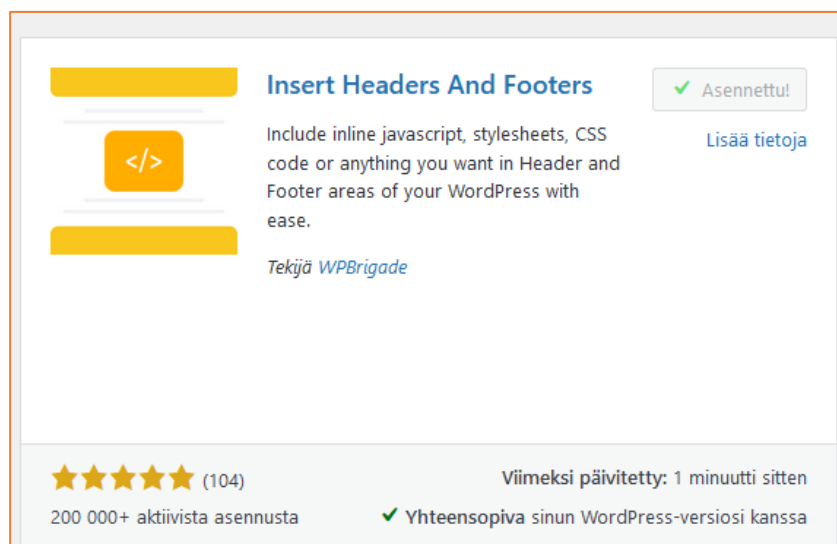 Insert Headers And Footers
Asennettu!
Lisää tietoja
Include inline javascript, stylesheets, CSS
code or anything you want in Header and
Footer areas of your WordPress with
ease.
Tekijä WPBrigade
</>
(104)
Viimeksi päivitetty: 1 minuutti sitten
200 000+ aktiivista asennusta
Yhteensopiva sinun WordPress-versiosi kanssa